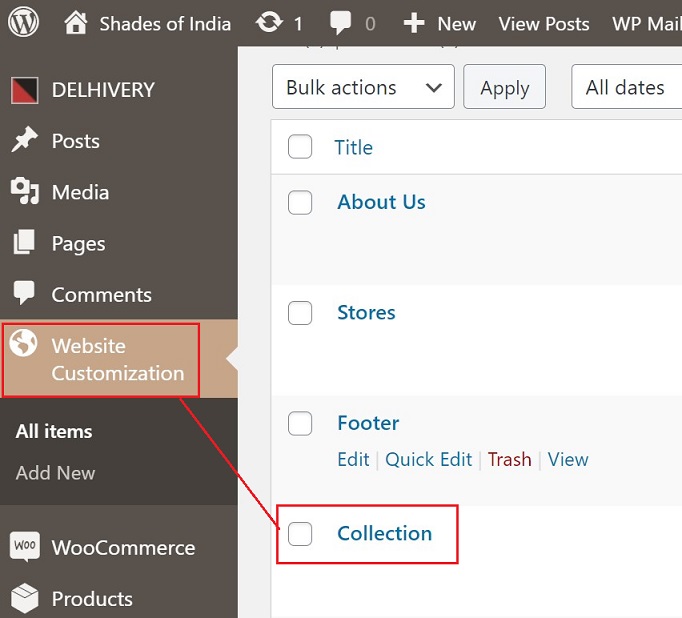 Shades of India 1 0 New View Posts WP Mail
DELHIVERY
Posts
Media
Pages
Comments
Website
Customization
All items
Add New
WOO
WooCommerce
Products
Bulk actions Apply All dates
Title
About Us
Stores
Footer
Edit | Quick Edit | Trash | View
Collection